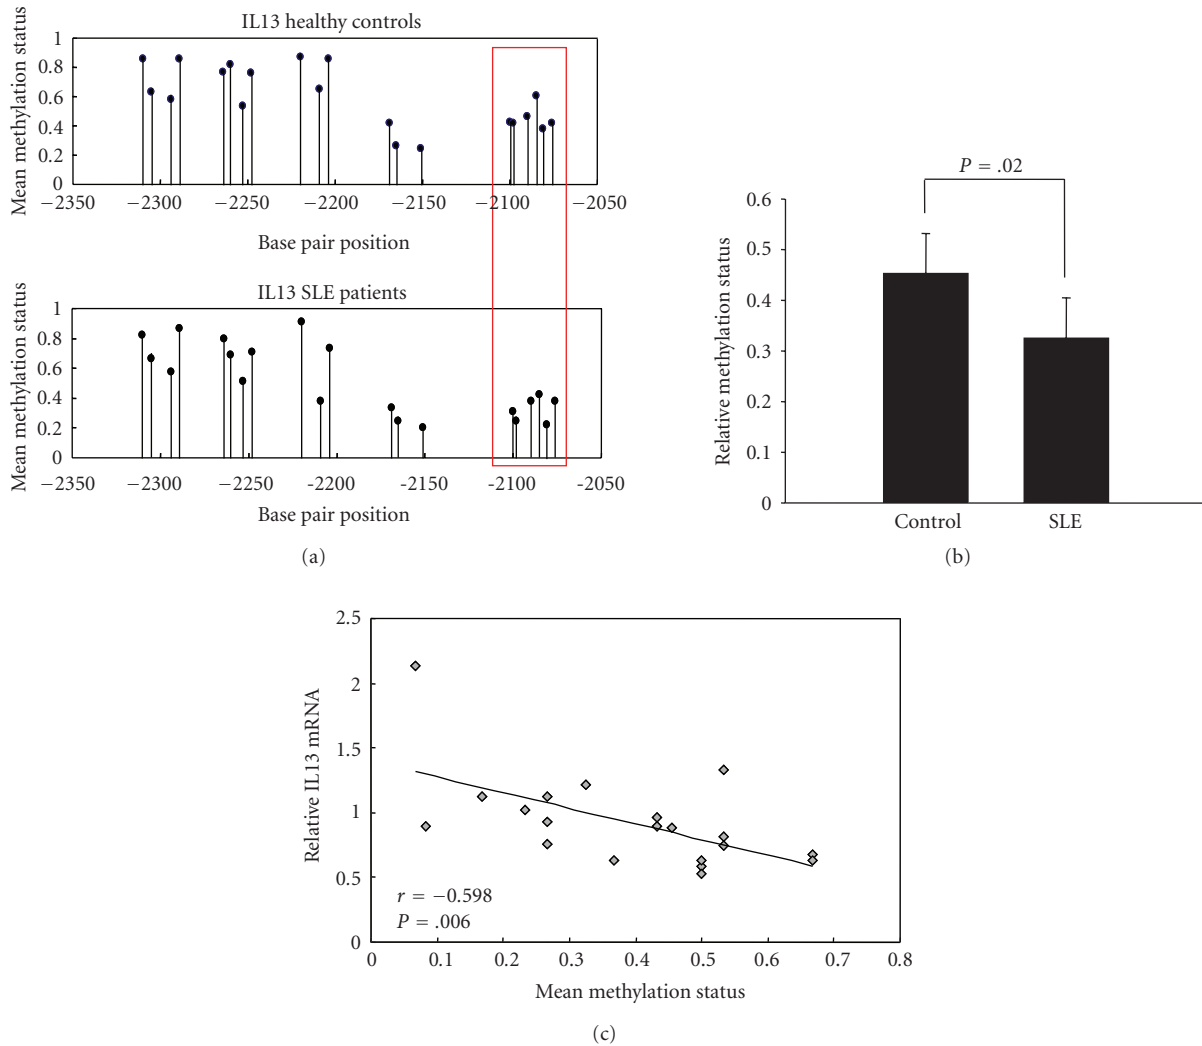 IL13 healthy controls
Mean methylation status
1
0.8
0.6
0.4
0.2
0
−2350 −2300 −2250 −2200 −2150 −2100 −2050
Base pair position
IL13 SLE patients
Mean methylation status
1
0.8
0.6
0.4
0.2
0
−2350 −2300 −2250 −2200 -2150 -2100 -2050
Base pair position
(a)
P = .02
Relative methylation status
0.6
0.5
0.4
0.3
0.2
0.1
0
Control SLE
(b)
Relative IL13 mRNA
2.5
2
1.5
1
0.5
0
r = −0.598
P = .006
0 0.1 0.2 0.3 0.4 0.5 0.6 0.7 0.8
Mean methylation status
(c)